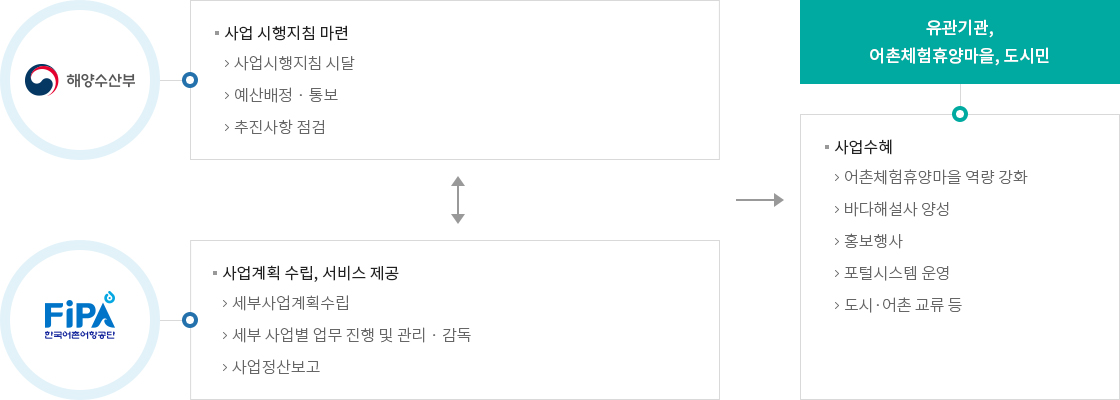 해양수산부
사업 시행지침 마련
사업시행지침 시달
예산배정 · 통보
추진사항 점검
FiPA
한국어촌어항공단
사업계획 수립, 서비스 제공
세부사업계획수립
세부 사업별 업무 진행 및 관리 · 감독
사업정산보고
유관기관,
어촌체험휴양마을, 도시민
사업수혜
어촌체험휴양마을 역량 강화
바다해설사 양성
홍보행사
포털시스템 운영
도시·어촌 교류 등